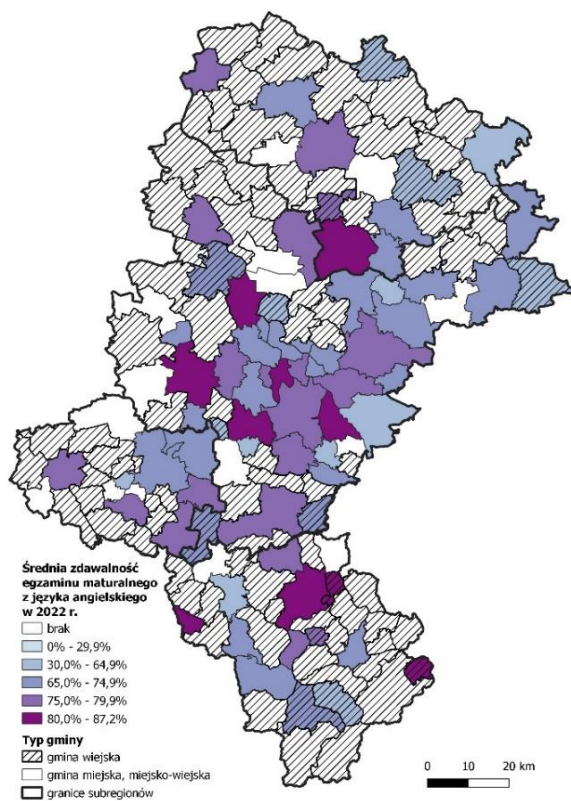 Średnia zdawalność
egzaminu maturalnego
z języka angielskiego
w 2022 r.
brak
0% - 29,9%
30,0% - 64,9%
65,0% - 74,9%
75,0% - 79,9%
80,0% - 87,2%
Typ gminy
gmina wiejska
gmina miejska, miejsko-wiejska
granice subregionów
0 10 20 km